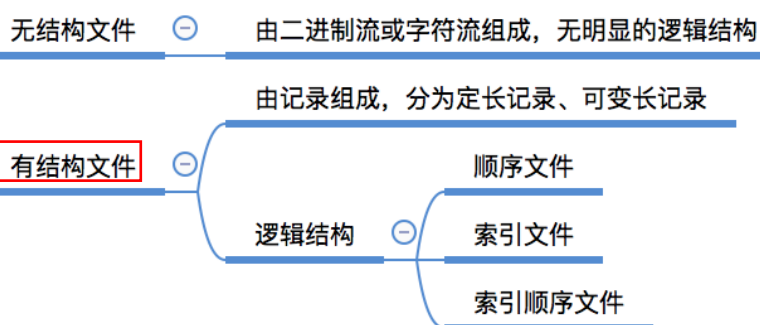 无结构文件
由二进制流或字符流组成，无明显的逻辑结构
由记录组成，分为定长记录、可变长记录
有结构文件
顺序文件
逻辑结构
索引文件
索引顺序文件